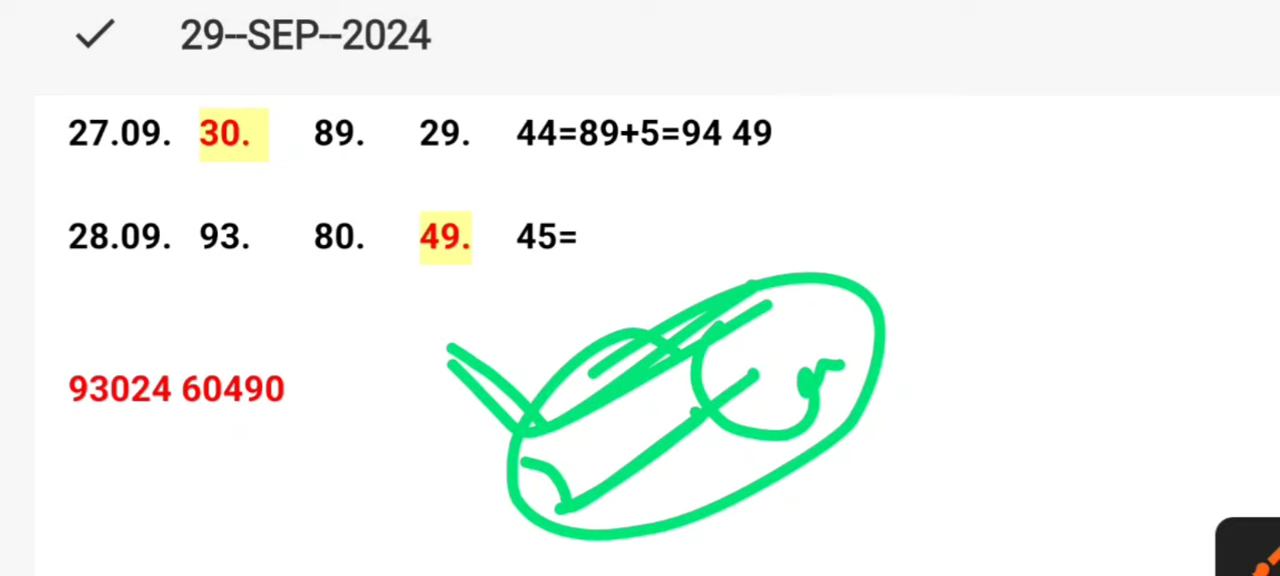 29--SEP--2024
27.09. 30. 89. 29. 44=89+5=94 49
28.09. 93. 80. 49. 45=
93024 60490